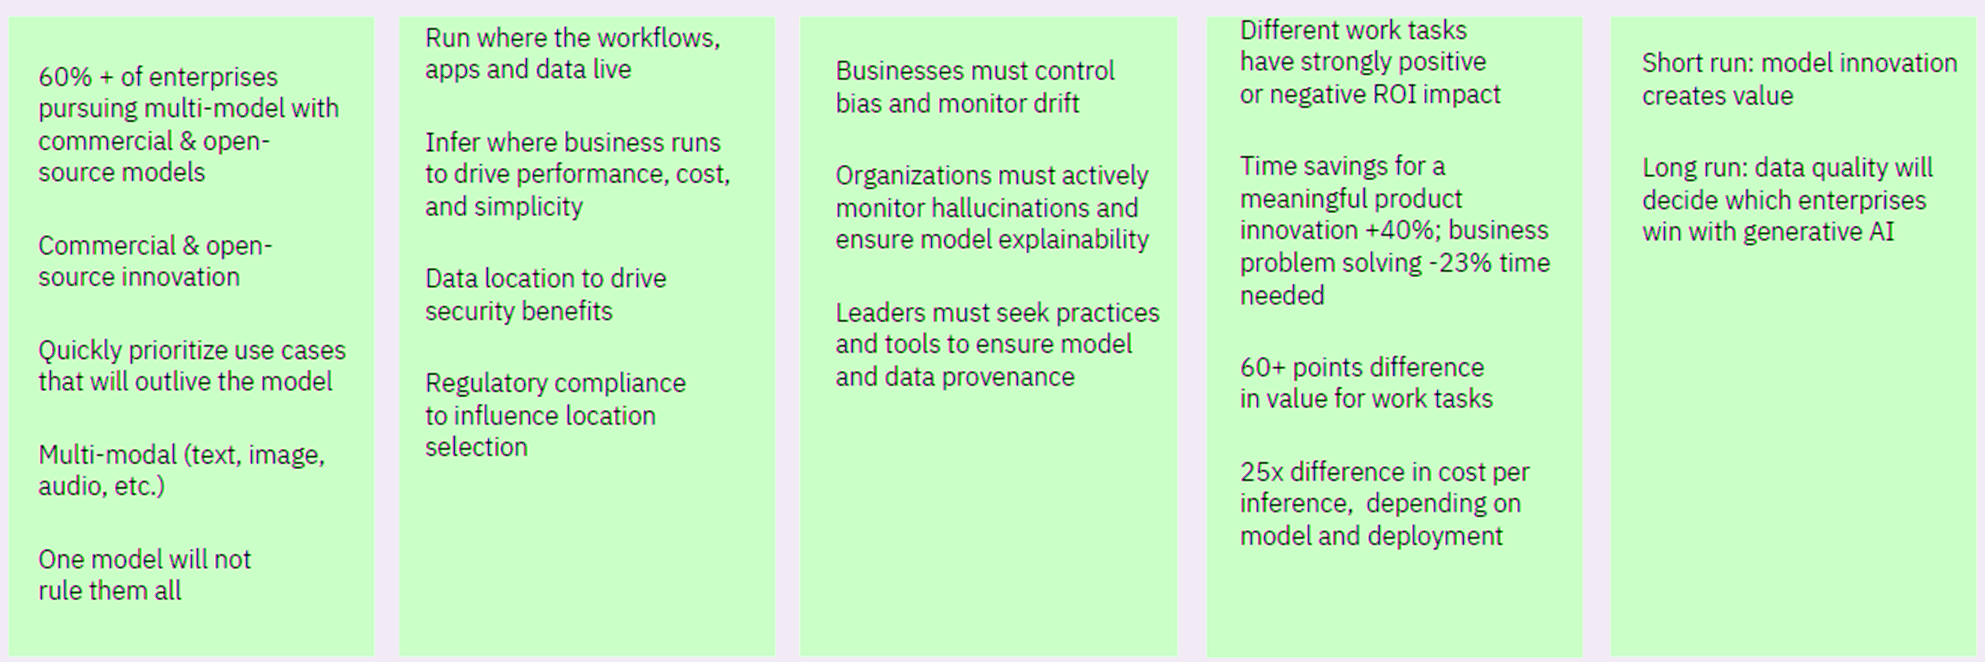 60% + of enterprises
pursuing multi-model with
commercial & open-
source models
Commercial & open-
source innovation
Quickly prioritize use cases
that will outlive the model
Multi-modal (text, image,
audio, etc.)
One model will not
rule them all
Run where the workflows,
apps and data live
Infer where business runs
to drive performance, cost,
and simplicity
Data location to drive
security benefits
Regulatory compliance
to influence location
selection
Businesses must control
bias and monitor drift
Organizations must actively
monitor hallucinations and
ensure model explainability
Leaders must seek practices
and tools to ensure model
and data provenance
Different work tasks
have strongly positive
or negative ROI impact
Time savings for a
meaningful product
innovation +40%; business
problem solving -23% time
needed
60+ points difference
in value for work tasks
25x difference in cost per
inference,  depending on
model and deployment
Short run: model innovation
creates value
Long run: data quality will
decide which enterprises
win with generative AI